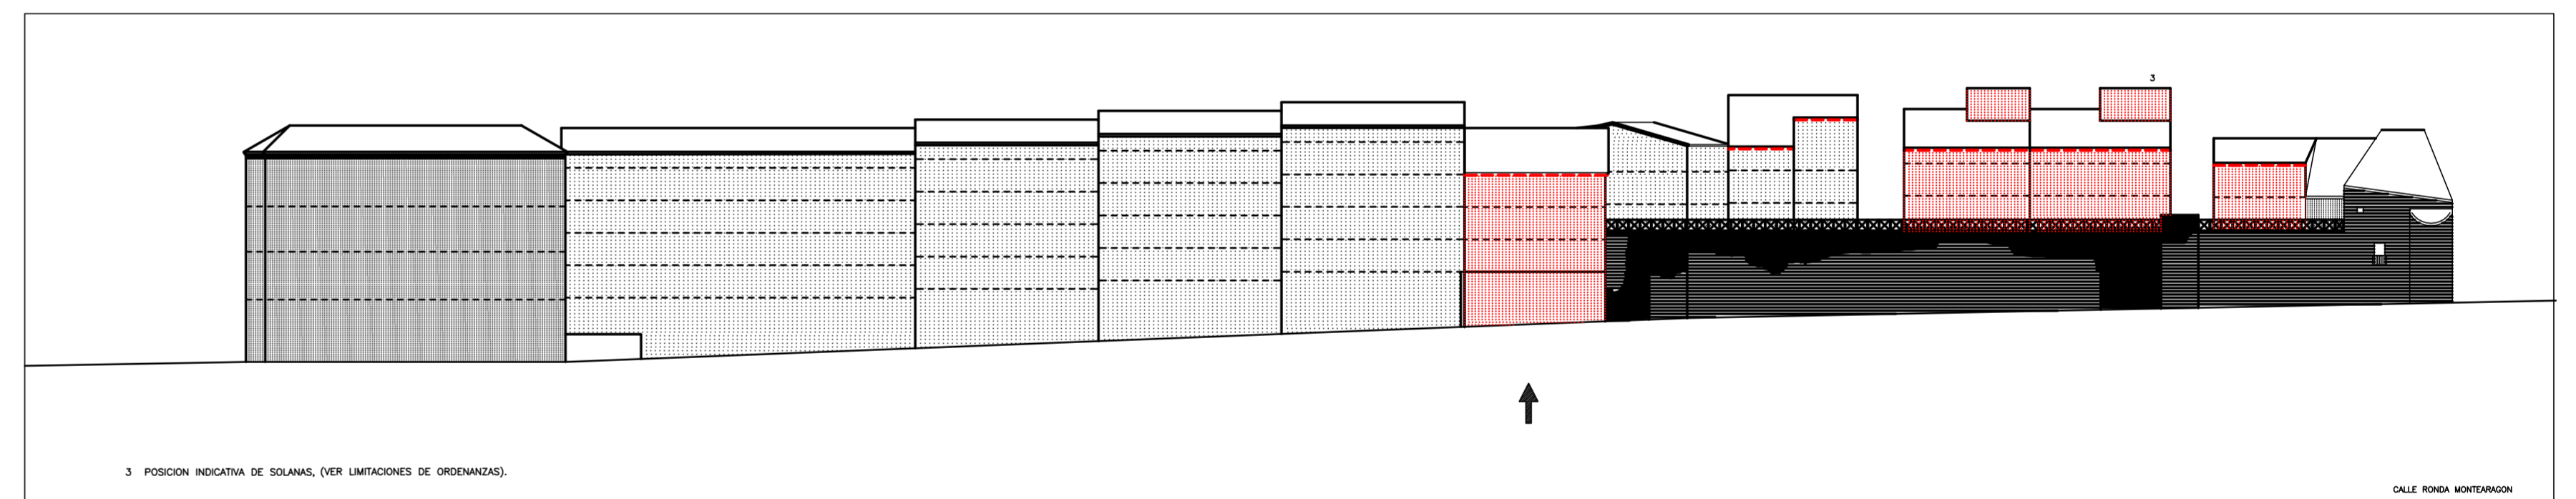 3
3 POSICION INDICATIVA DE SOLANAS, (VER LIMITACIONES DE ORDENANZAS).
CALLE RONDA MONTEARAGON